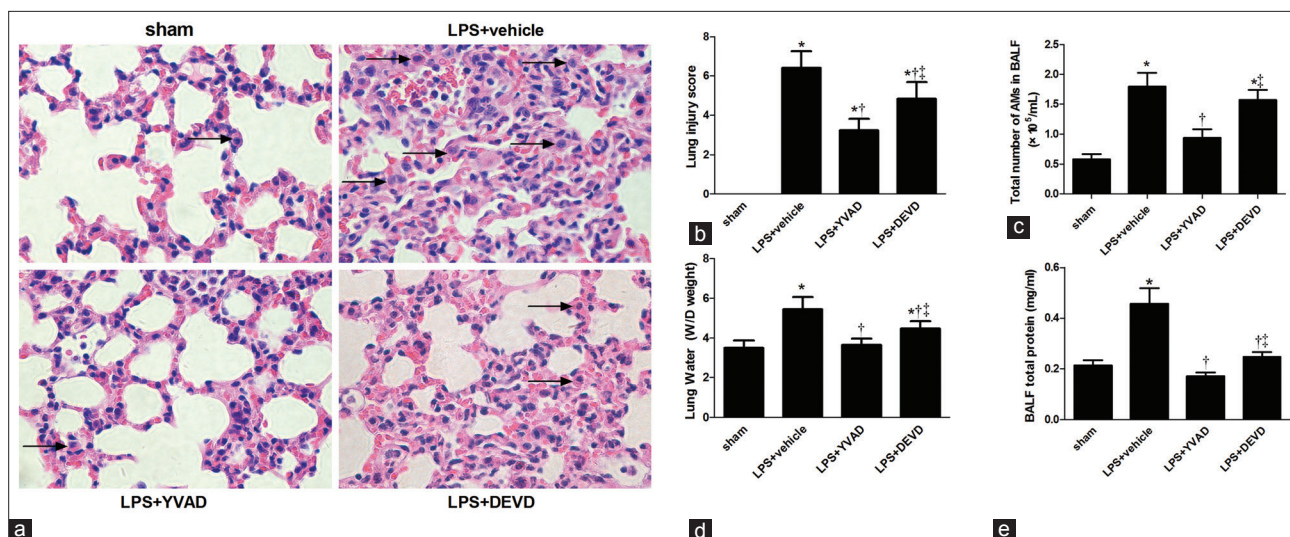 sham
LPS+vehicle
LPS+YVAD
LPS+DEVD
a
Lung injury score
8
6
4
2
0
*
*†
*†‡
sham
LPS+vehicle
LPS+YVAD
LPS+DEVD
b
Total number of AMs in BALF
(× 10⁵/mL)
2.5
2.0
1.5
1.0
0.5
0.0
*
†
*‡
sham
LPS+vehicle
LPS+YVAD
LPS+DEVD
c
Lung Water (W/D weight)
8
6
4
2
0
*
†
*†‡
sham
LPS+vehicle
LPS+YVAD
LPS+DEVD
d
BALF total protein (mg/ml)
0.6
0.4
0.2
0.0
*
†
†‡
sham
LPS+vehicle
LPS+YVAD
LPS+DEVD
e